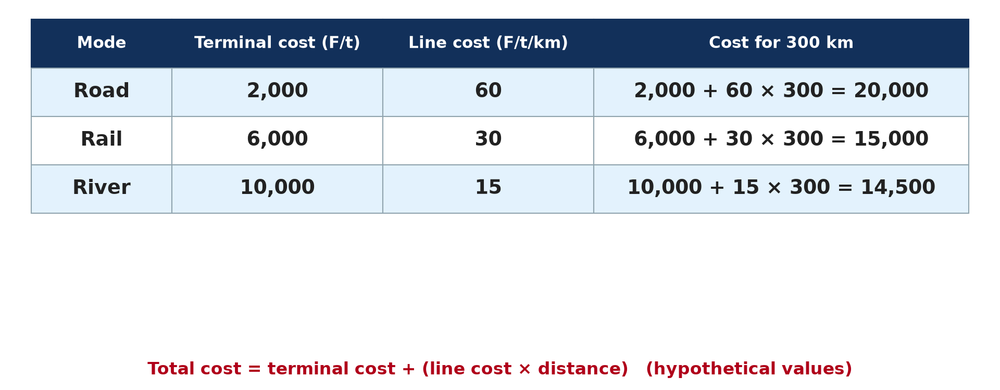 Mode Terminal cost (F/t) Line cost (F/t/km) Cost for 300 km
Road 2,000 60 2,000 + 60 × 300 = 20,000
Rail 6,000 30 6,000 + 30 × 300 = 15,000
River 10,000 15 10,000 + 15 × 300 = 14,500
Total cost = terminal cost + (line cost × distance) (hypothetical values)